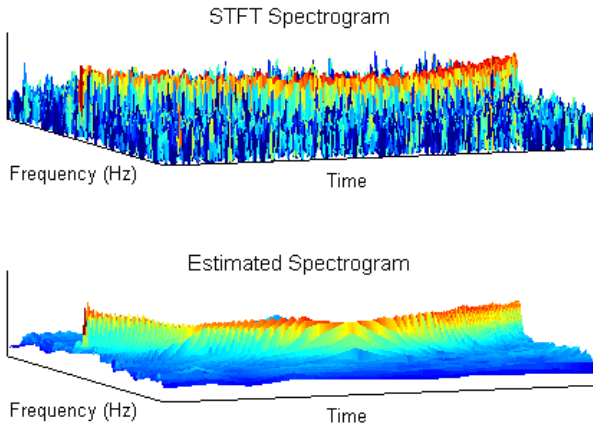 STFT Spectrogram
Frequency (Hz)
Time
Estimated Spectrogram
Frequency (Hz)
Time